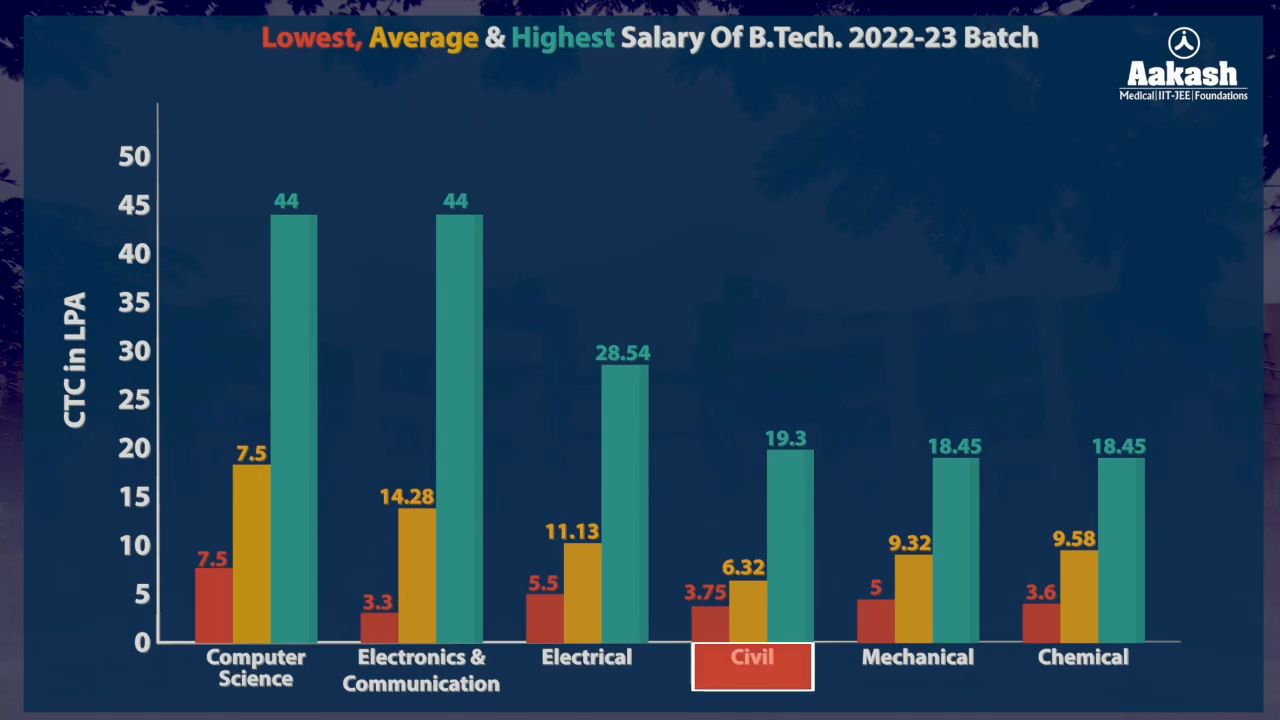 Lowest, Average & Highest Salary Of B.Tech. 2022-23 Batch
Aakash
Medical|IIT-JEE|Foundations
CTC in LPA
50
45
40
35
30
25
20
15
10
5
0
7.5
7.5
44
3.3
14.28
44
5.5
11.13
28.54
3.75
6.32
19.3
5
9.32
18.45
3.6
9.58
18.45
Computer
Science
Electronics &
Communication
Electrical
Civil
Mechanical
Chemical